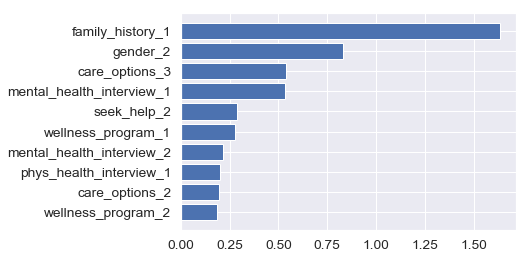 family_history_1
gender_2
care_options_3
mental_health_interview_1
seek_help_2
wellness_program_1
mental_health_interview_2
phys_health_interview_1
care_options_2
wellness_program_2
0.00 0.25 0.50 0.75 1.00 1.25 1.50